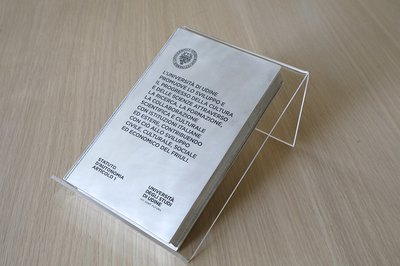 L'UNIVERSITÀ DI UDINE
PROMUOVE LO SVILUPPO E
IL PROGRESSO DELLA CULTURA
E DELLE SCIENZE ATTRAVERSO
LA RICERCA, LA FORMAZIONE,
LA COLLABORAZIONE
SCIENTIFICA E CULTURALE
CON ISTITUZIONI ITALIANE
ED ESTERE, CONTRIBUENDO
CON CIÒ ALLO SVILUPPO
CIVILE, CULTURALE, SOCIALE
ED ECONOMICO DEL FRIULI.
STATUTO
D'AUTONOMIA
ARTICOLO 1
UNIVERSITÀ
DEGLI STUDI
DI UDINE